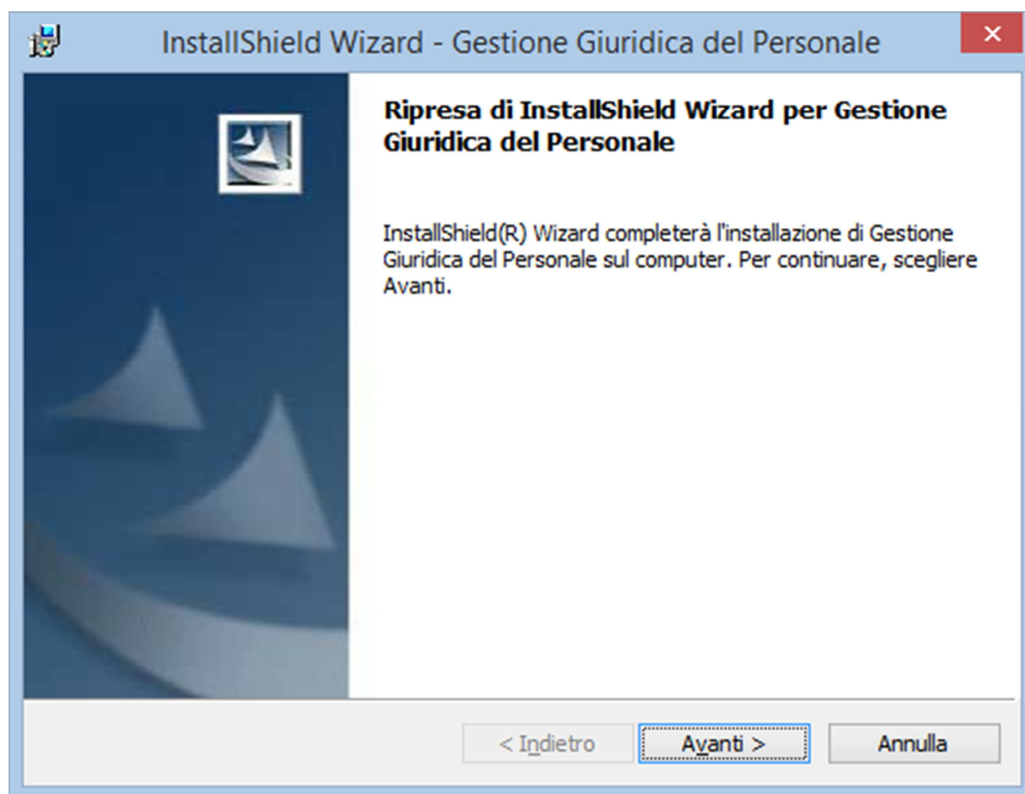 InstallShield Wizard - Gestione Giuridica del Personale
Ripresa di InstallShield Wizard per Gestione
Giuridica del Personale
InstallShield(R) Wizard completerà l'installazione di Gestione
Giuridica del Personale sul computer. Per continuare, scegliere
Avanti.
< Indietro
Avanti >
Annulla